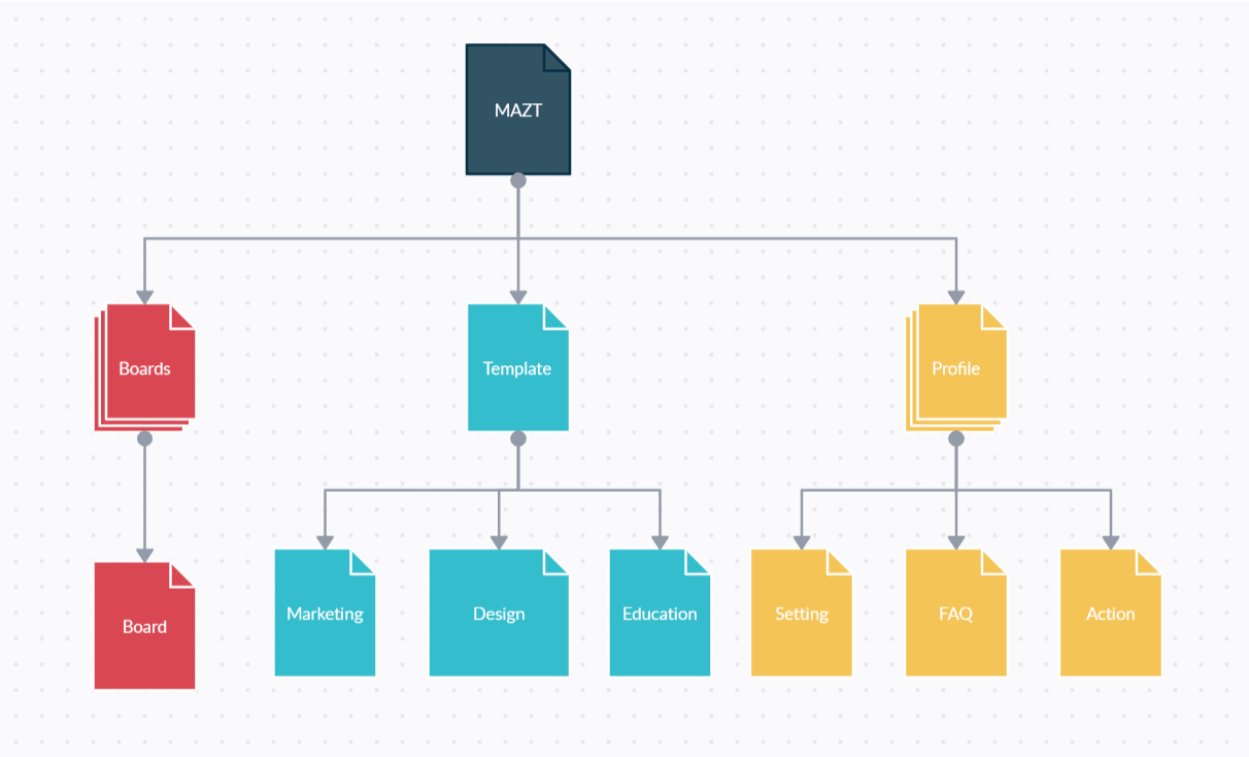 MAZT
Boards
Template
Profile
Board
Marketing
Design
Education
Setting
FAQ
Action